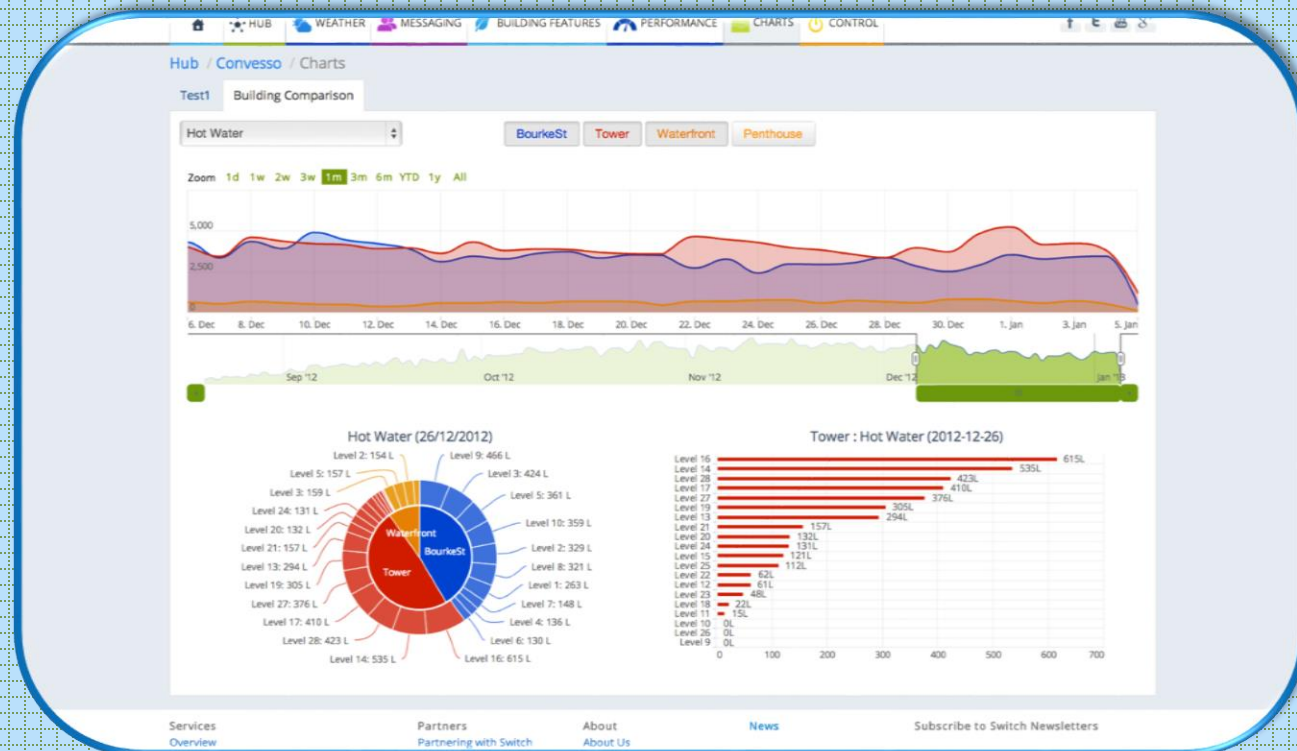 HUB WEATHER MESSAGING BUILDING FEATURES PERFORMANCE CHARTS CONTROL
Hub / Convesso / Charts
Test1 Building Comparison
Hot Water BourkeSt Tower Waterfront Penthouse
Zoom 1d 1w 2w 3w 1m 3m 6m YTD 1y All
5,000
2,500
0
6. Dec 8. Dec 10. Dec 12. Dec 14. Dec 16. Dec 18. Dec 20. Dec 22. Dec 24. Dec 26. Dec 28. Dec 30. Dec 1. Jan 3. Jan 5. Jan
Sep '12 Oct '12 Nov '12 Dec '12 Jan '13
Hot Water (26/12/2012)
Level 2: 154 L
Level 9: 466 L
Level 5: 157 L
Level 3: 424 L
Level 3: 159 L
Level 5: 361 L
Level 24: 131 L
Level 10: 359 L
Level 20: 132 L
Level 2: 329 L
Level 21: 157 L
Level 8: 321 L
Level 13: 294 L
Level 1: 263 L
Level 19: 305 L
Level 7: 148 L
Level 27: 376 L
Level 4: 136 L
Level 17: 410 L
Level 6: 130 L
Level 28: 423 L
Level 16: 615 L
Level 14: 535 L
Waterfront
BourkeSt
Tower
Tower : Hot Water (2012-12-26)
Level 16 615L
Level 14 535L
Level 28 423L
Level 17 410L
Level 27 376L
Level 19 305L
Level 13 294L
Level 21 157L
Level 20 132L
Level 24 131L
Level 15 121L
Level 25 112L
Level 22 62L
Level 12 61L
Level 23 48L
Level 18 22L
Level 11 15L
Level 10 0L
Level 26 0L
Level 9 0L
0 100 200 300 400 500 600 700
Services Partners About News Subscribe to Switch Newsletters
Overview Partnering with Switch About Us